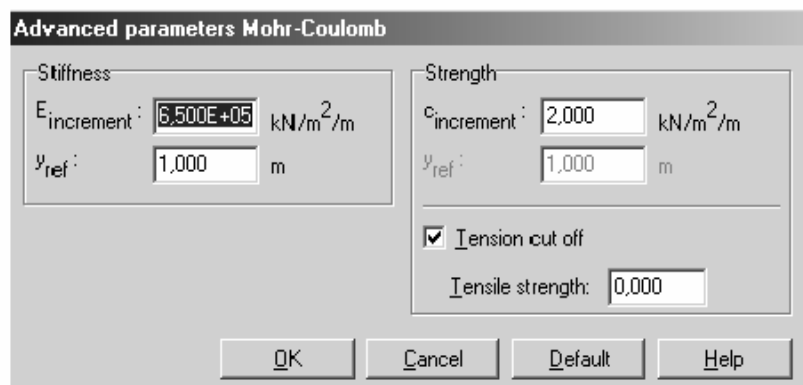 Advanced parameters Mohr-Coulomb
Stiffness
Eincrement : 6,500E+05 kN/m2/m
yref : 1,000 m
Strength
cincrement : 2,000 kN/m2/m
yref : 1,000 m
Tension cut off
Tensile strength: 0,000
OK Cancel Default Help